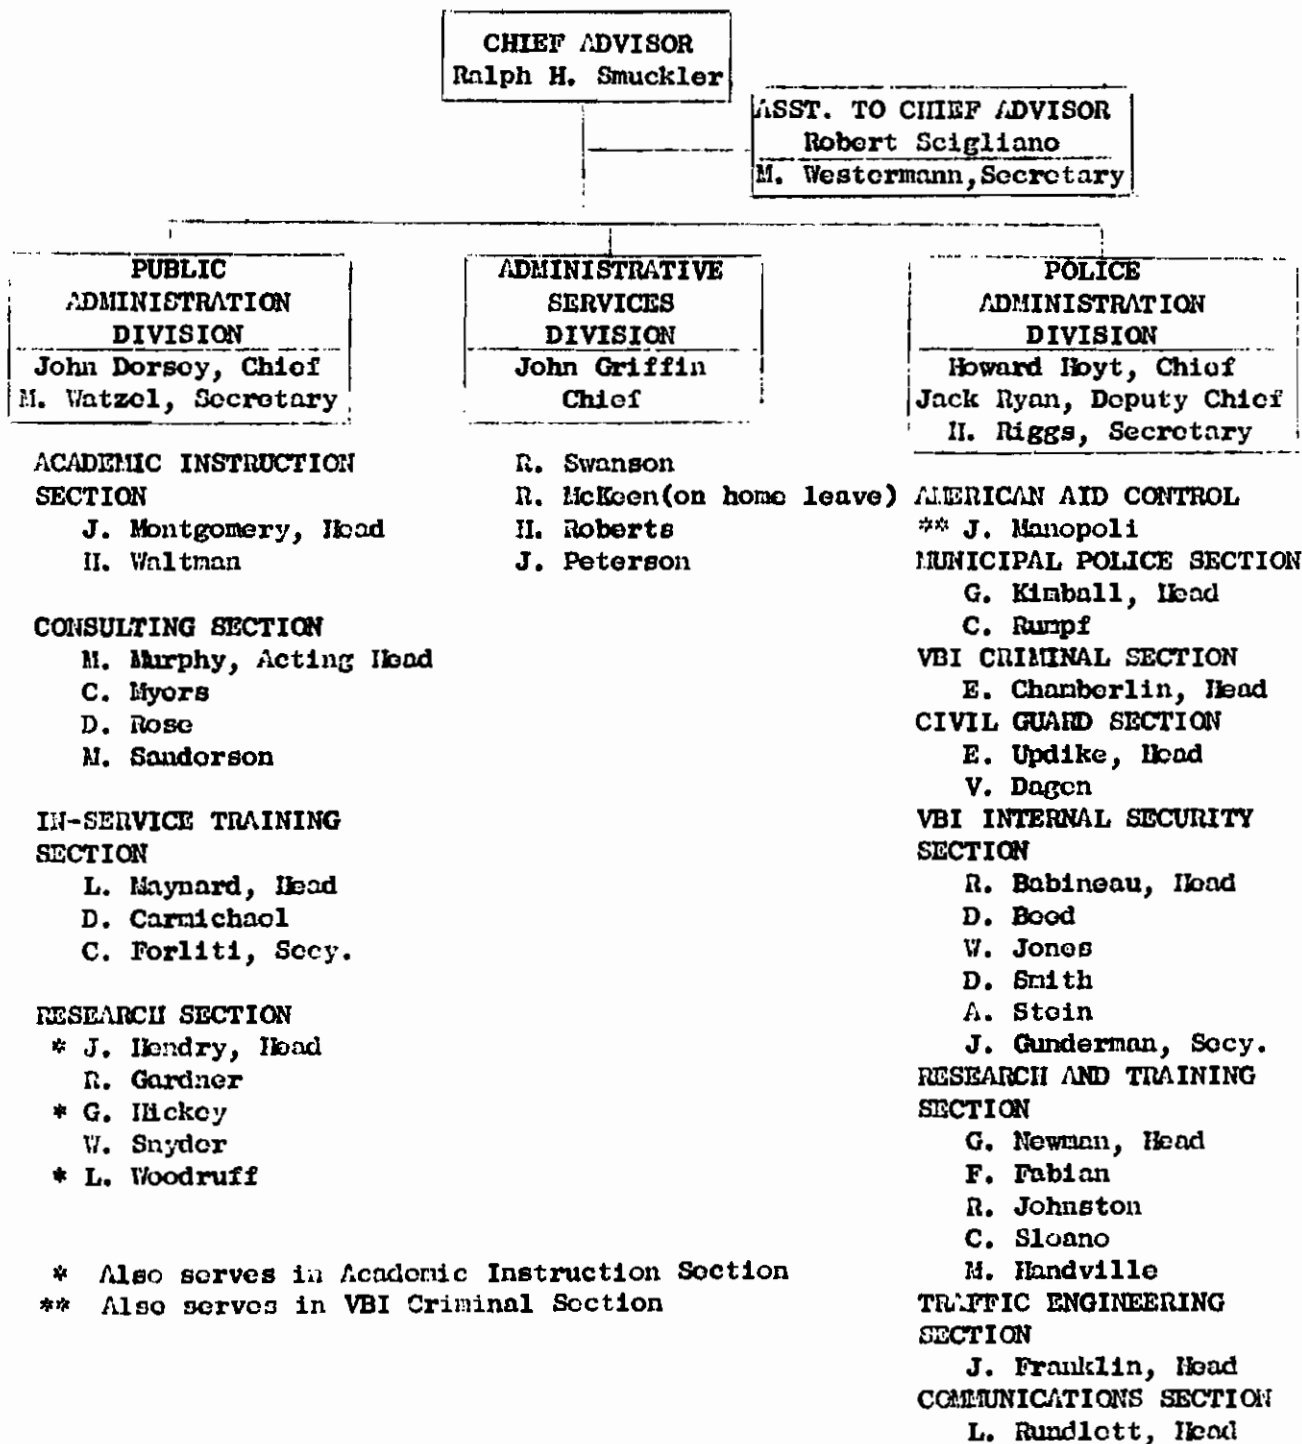 CHIEF ADVISOR
Ralph H. Smuckler
ASST. TO CHIEF ADVISOR
Robert Scigliano
M. Westermann, Secretary
PUBLIC
ADMINISTRATION
DIVISION
John Dorsey, Chief
M. Watzel, Secretary
ACADEMIC INSTRUCTION
SECTION
J. Montgomery, Head
H. Waltman
CONSULTING SECTION
M. Murphy, Acting Head
C. Myers
D. Rose
M. Sanderson
IN-SERVICE TRAINING
SECTION
L. Maynard, Head
D. Carmichael
C. Forliti, Secy.
RESEARCH SECTION
* J. Hendry, Head
R. Gardner
* G. Hickey
W. Snyder
* L. Woodruff
* Also serves in Academic Instruction Section
** Also serves in VBI Criminal Section
ADMINISTRATIVE
SERVICES
DIVISION
John Griffin
Chief
R. Swanson
R. McKeen(on home leave)
H. Roberts
J. Peterson
POLICE
ADMINISTRATION
DIVISION
Howard Hoyt, Chief
Jack Ryan, Deputy Chief
H. Riggs, Secretary
AMERICAN AID CONTROL
** J. Manopoli
MUNICIPAL POLICE SECTION
G. Kimball, Head
C. Rumpf
VBI CRIMINAL SECTION
E. Chamberlin, Head
CIVIL GUARD SECTION
E. Updike, Head
V. Dagen
VBI INTERNAL SECURITY
SECTION
R. Babineau, Head
D. Beed
W. Jones
D. Smith
A. Stein
J. Gunderman, Secy.
RESEARCH AND TRAINING
SECTION
G. Newman, Head
F. Fabian
R. Johnston
C. Sloane
M. Handville
TRAFFIC ENGINEERING
SECTION
J. Franklin, Head
COMMUNICATIONS SECTION
L. Rundlett, Head